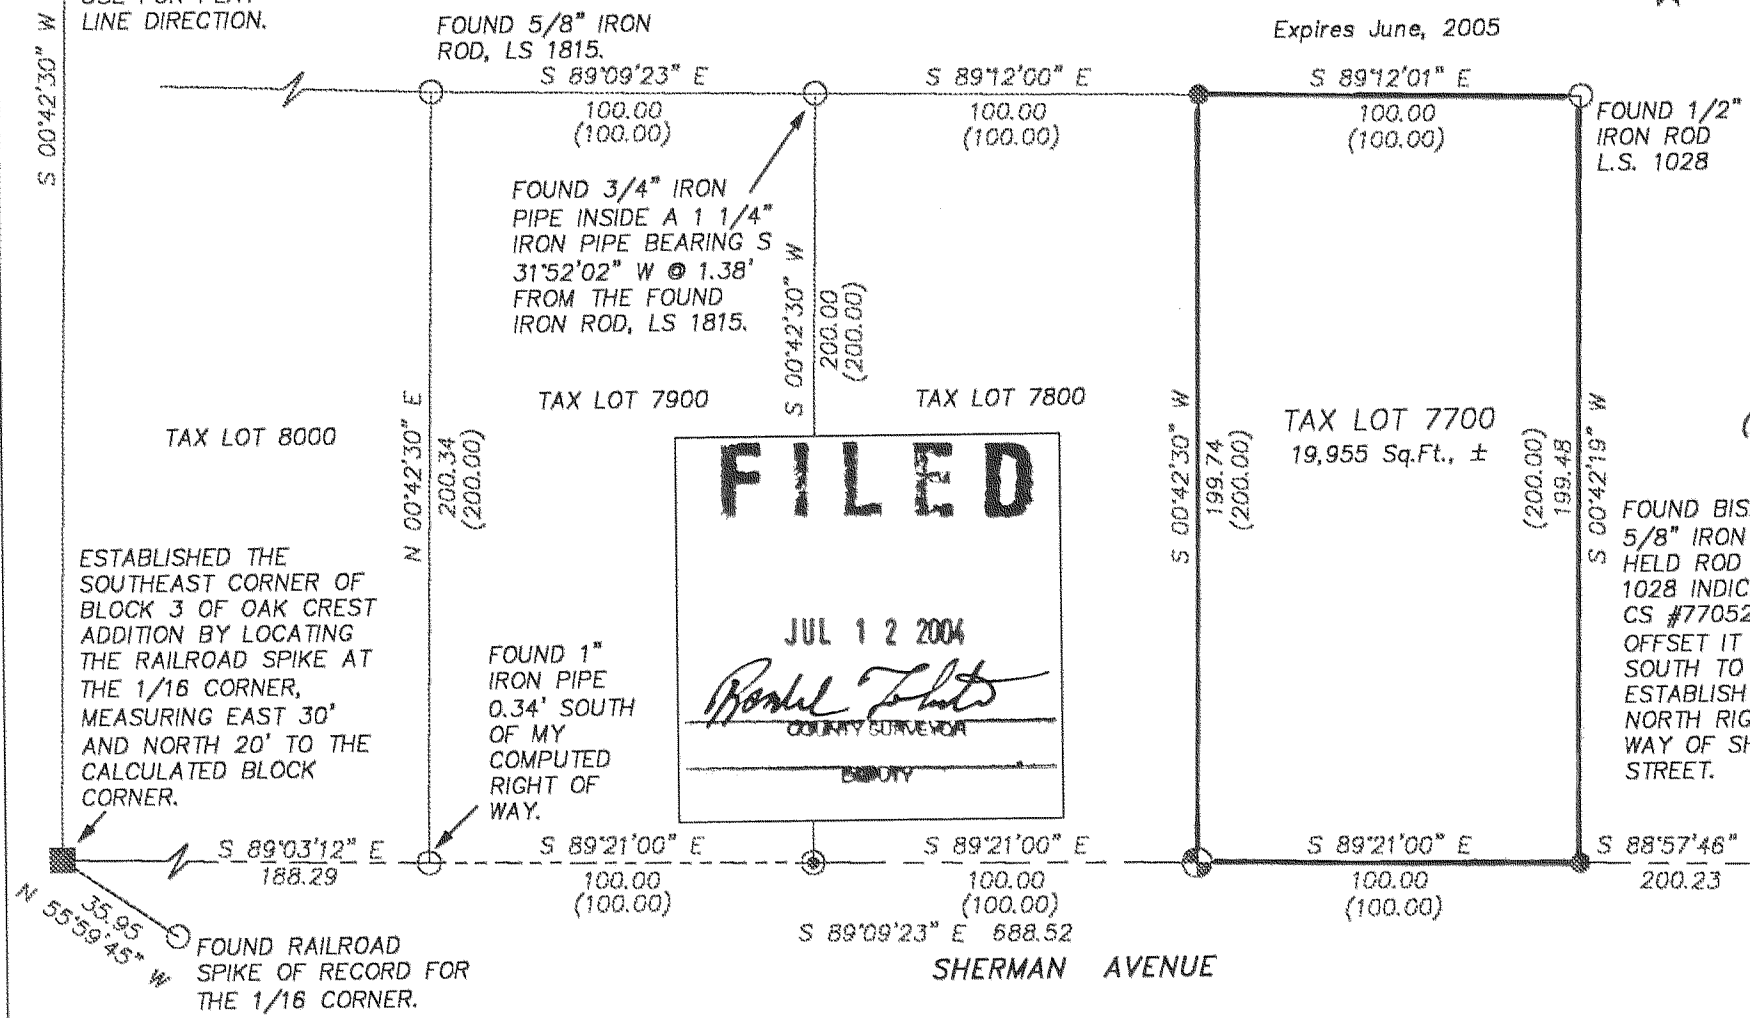 LINE DIRECTION.
S 00°42'30" W
FOUND 5/8" IRON
ROD, LS 1815.
Expires June, 2005
S 89°09'23" E
100.00
(100.00)
S 89°12'00" E
100.00
(100.00)
S 89°12'01" E
100.00
(100.00)
FOUND 1/2"
IRON ROD
L.S. 1028
FOUND 3/4" IRON
PIPE INSIDE A 1 1/4"
IRON PIPE BEARING S
31°52'02" W @ 1.38'
FROM THE FOUND
IRON ROD, LS 1815.
S 00°42'30" W
200.00
(200.00)
TAX LOT 8000
N 00°42'30" E
200.34
(200.00)
TAX LOT 7900
TAX LOT 7800
S 00°42'30" W
199.74
(200.00)
TAX LOT 7700
19,955 Sq.Ft., ±
(200.00)
199.48
S 00°42'19" W
FILED
JUL 12 2004
COUNTY SURVEYOR
DEPUTY
ESTABLISHED THE
SOUTHEAST CORNER OF
BLOCK 3 OF OAK CREST
ADDITION BY LOCATING
THE RAILROAD SPIKE AT
THE 1/16 CORNER,
MEASURING EAST 30'
AND NORTH 20' TO THE
CALCULATED BLOCK
CORNER.
FOUND 1"
IRON PIPE
0.34' SOUTH
OF MY
COMPUTED
RIGHT OF
WAY.
FOUND BIS
5/8" IRON
HELD ROD
1028 INDIC
CS #77052
OFFSET IT
SOUTH TO
ESTABLISH
NORTH RIG
WAY OF SH
STREET.
S 89°03'12" E
188.29
S 89°21'00" E
100.00
(100.00)
S 89°21'00" E
100.00
(100.00)
S 89°21'00" E
100.00
(100.00)
S 88°57'46"
200.23
35.95
N 55°59'45" W
S 89°09'23" E 688.52
SHERMAN AVENUE
FOUND RAILROAD
SPIKE OF RECORD FOR
THE 1/16 CORNER.